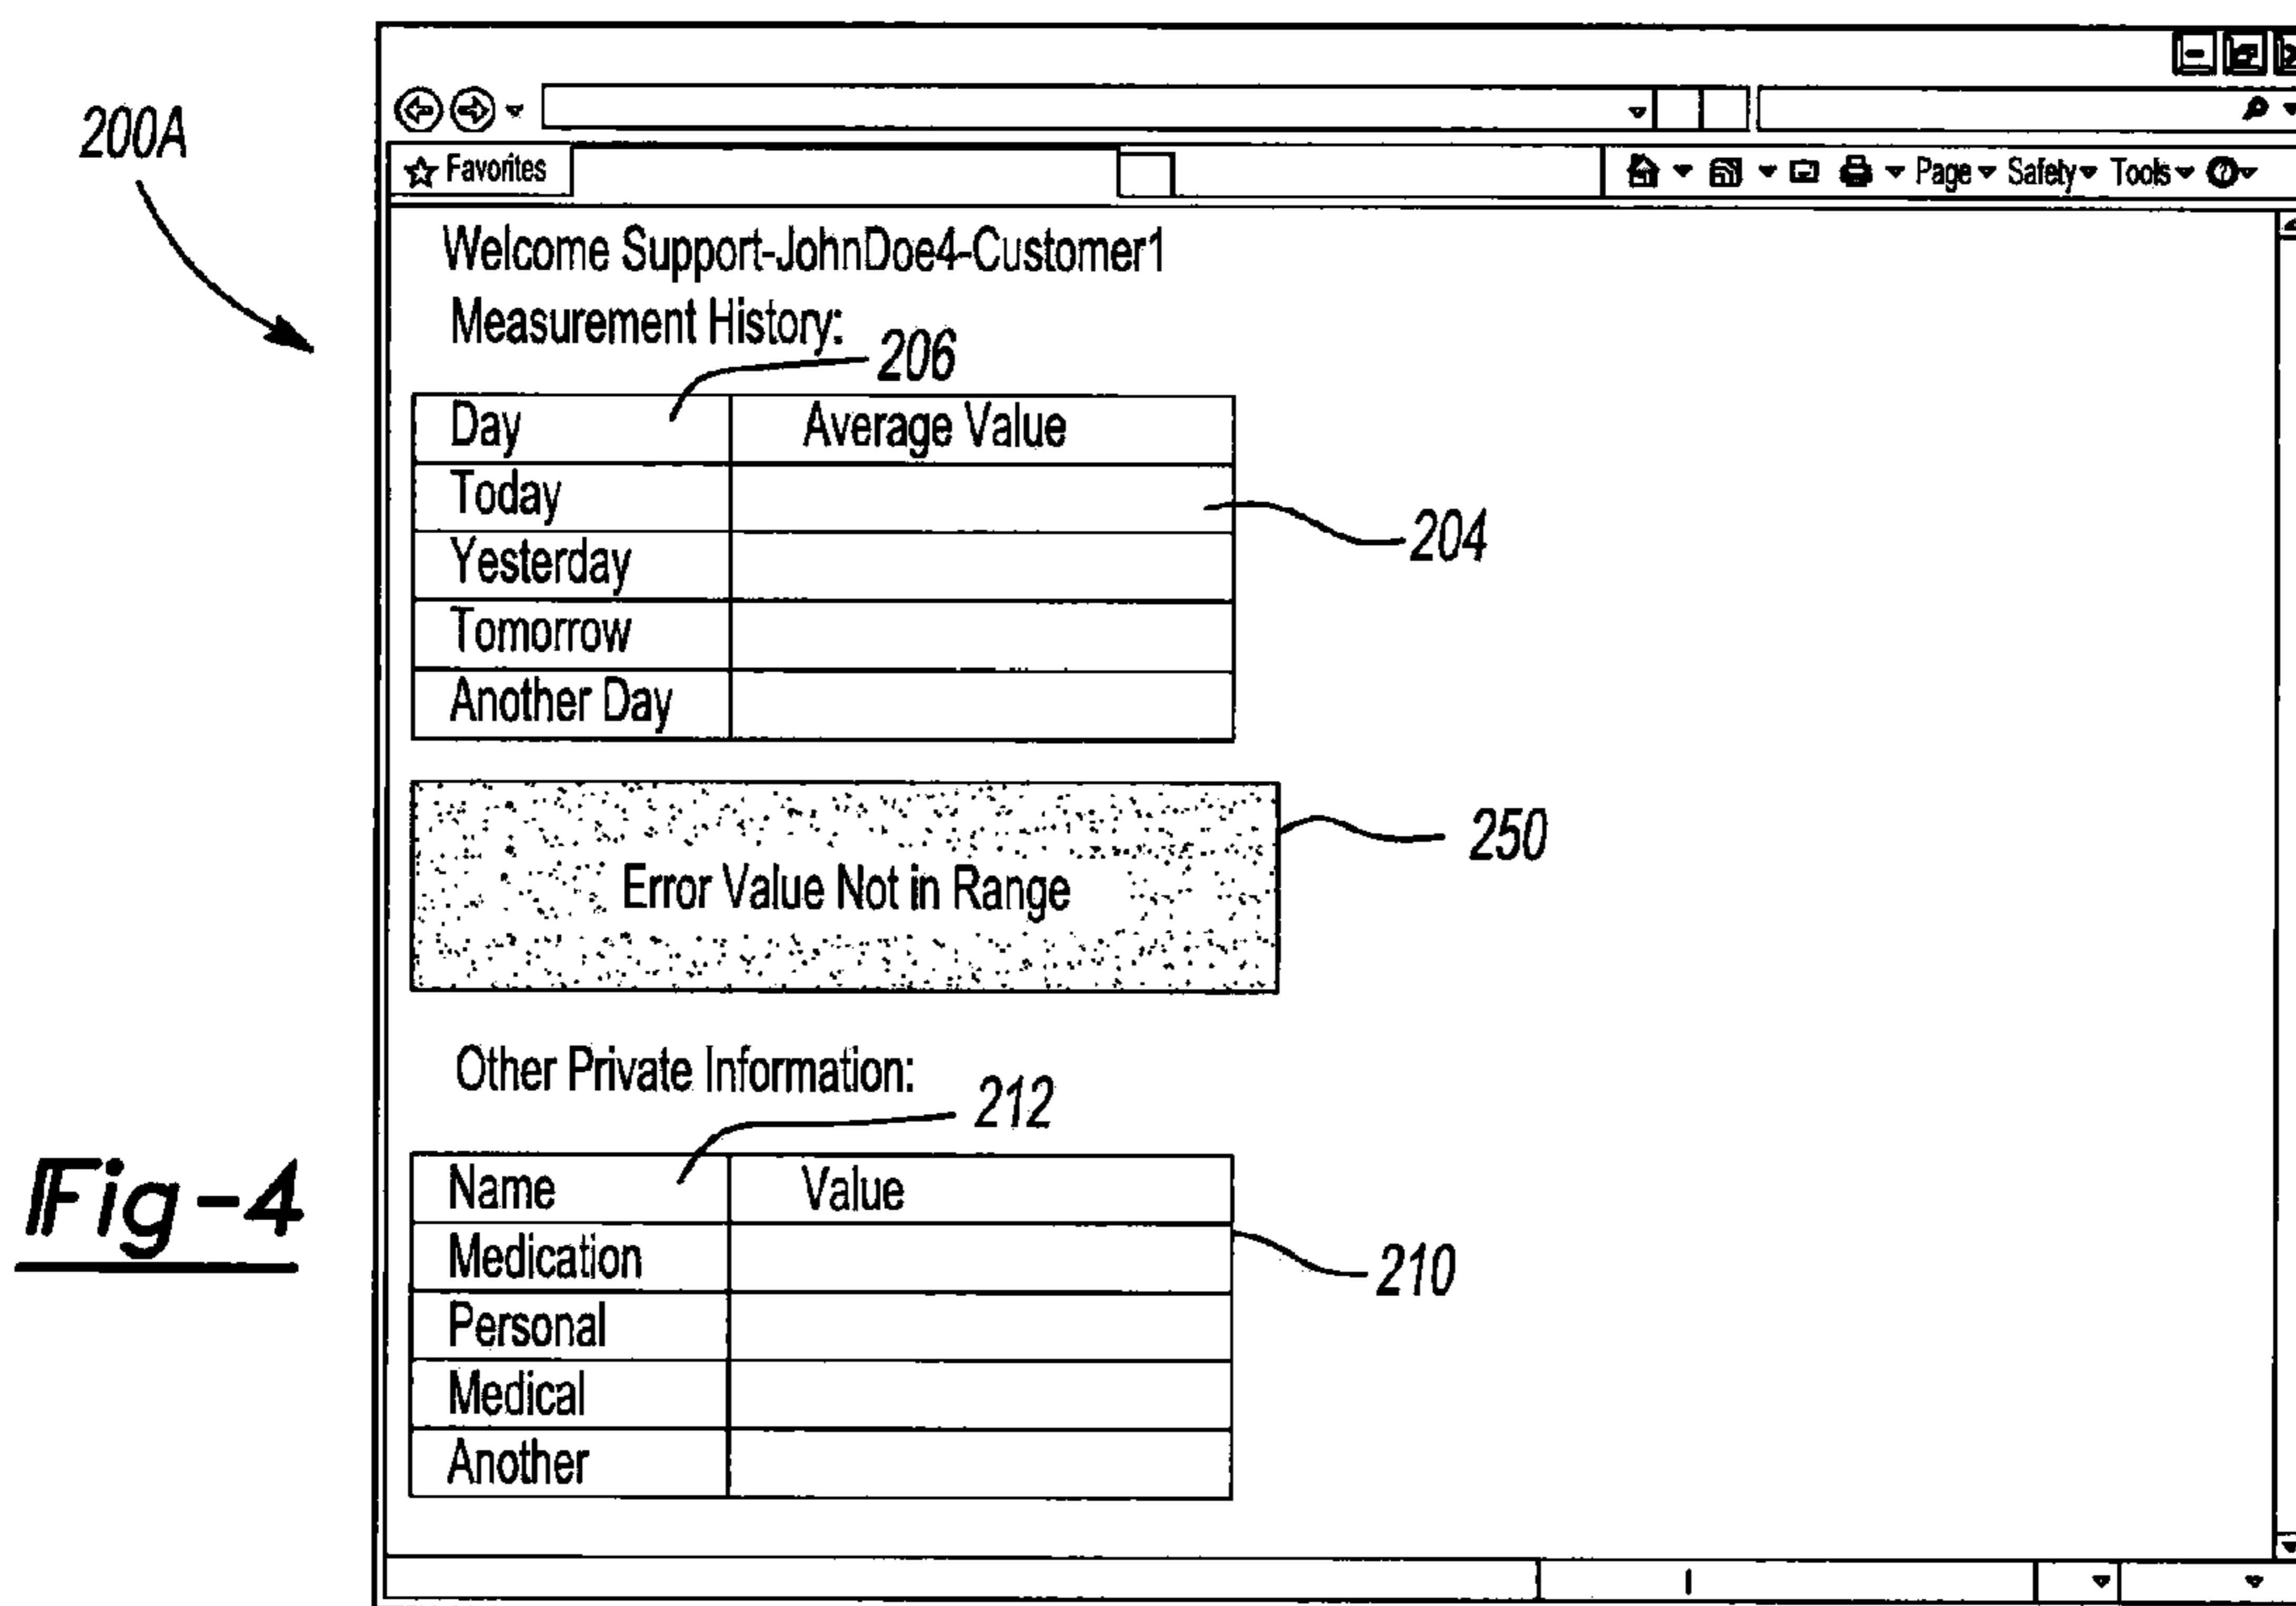 200A
Favorites
Page Safety Tools ?
Welcome Support-JohnDoe4-Customer1
Measurement History:
206
Day Average Value
Today
204
Yesterday
Tomorrow
Another Day
250
Error Value Not in Range
Other Private Information:
212
Name Value
Medication
210
Personal
Medical
Another
Fig-4